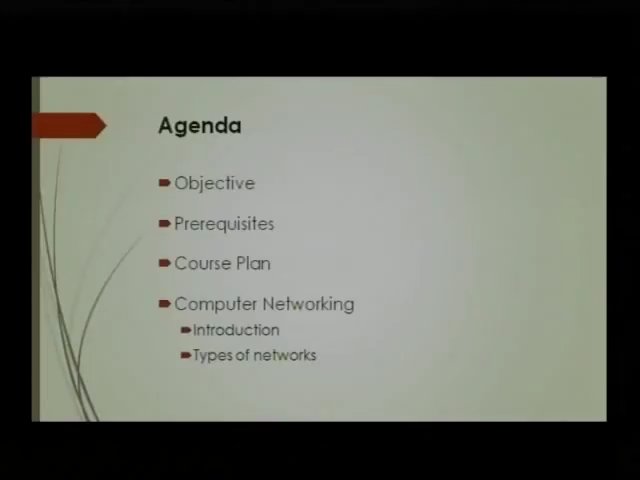 Agenda
Objective
Prerequisites
Course Plan
Computer Networking
Introduction
Types of networks